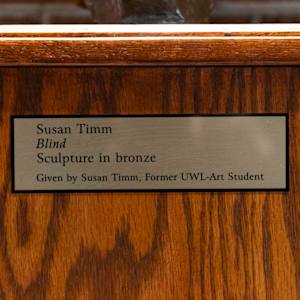 Susan Timm
Blind
Sculpture in bronze
Given by Susan Timm, Former UWL-Art Student